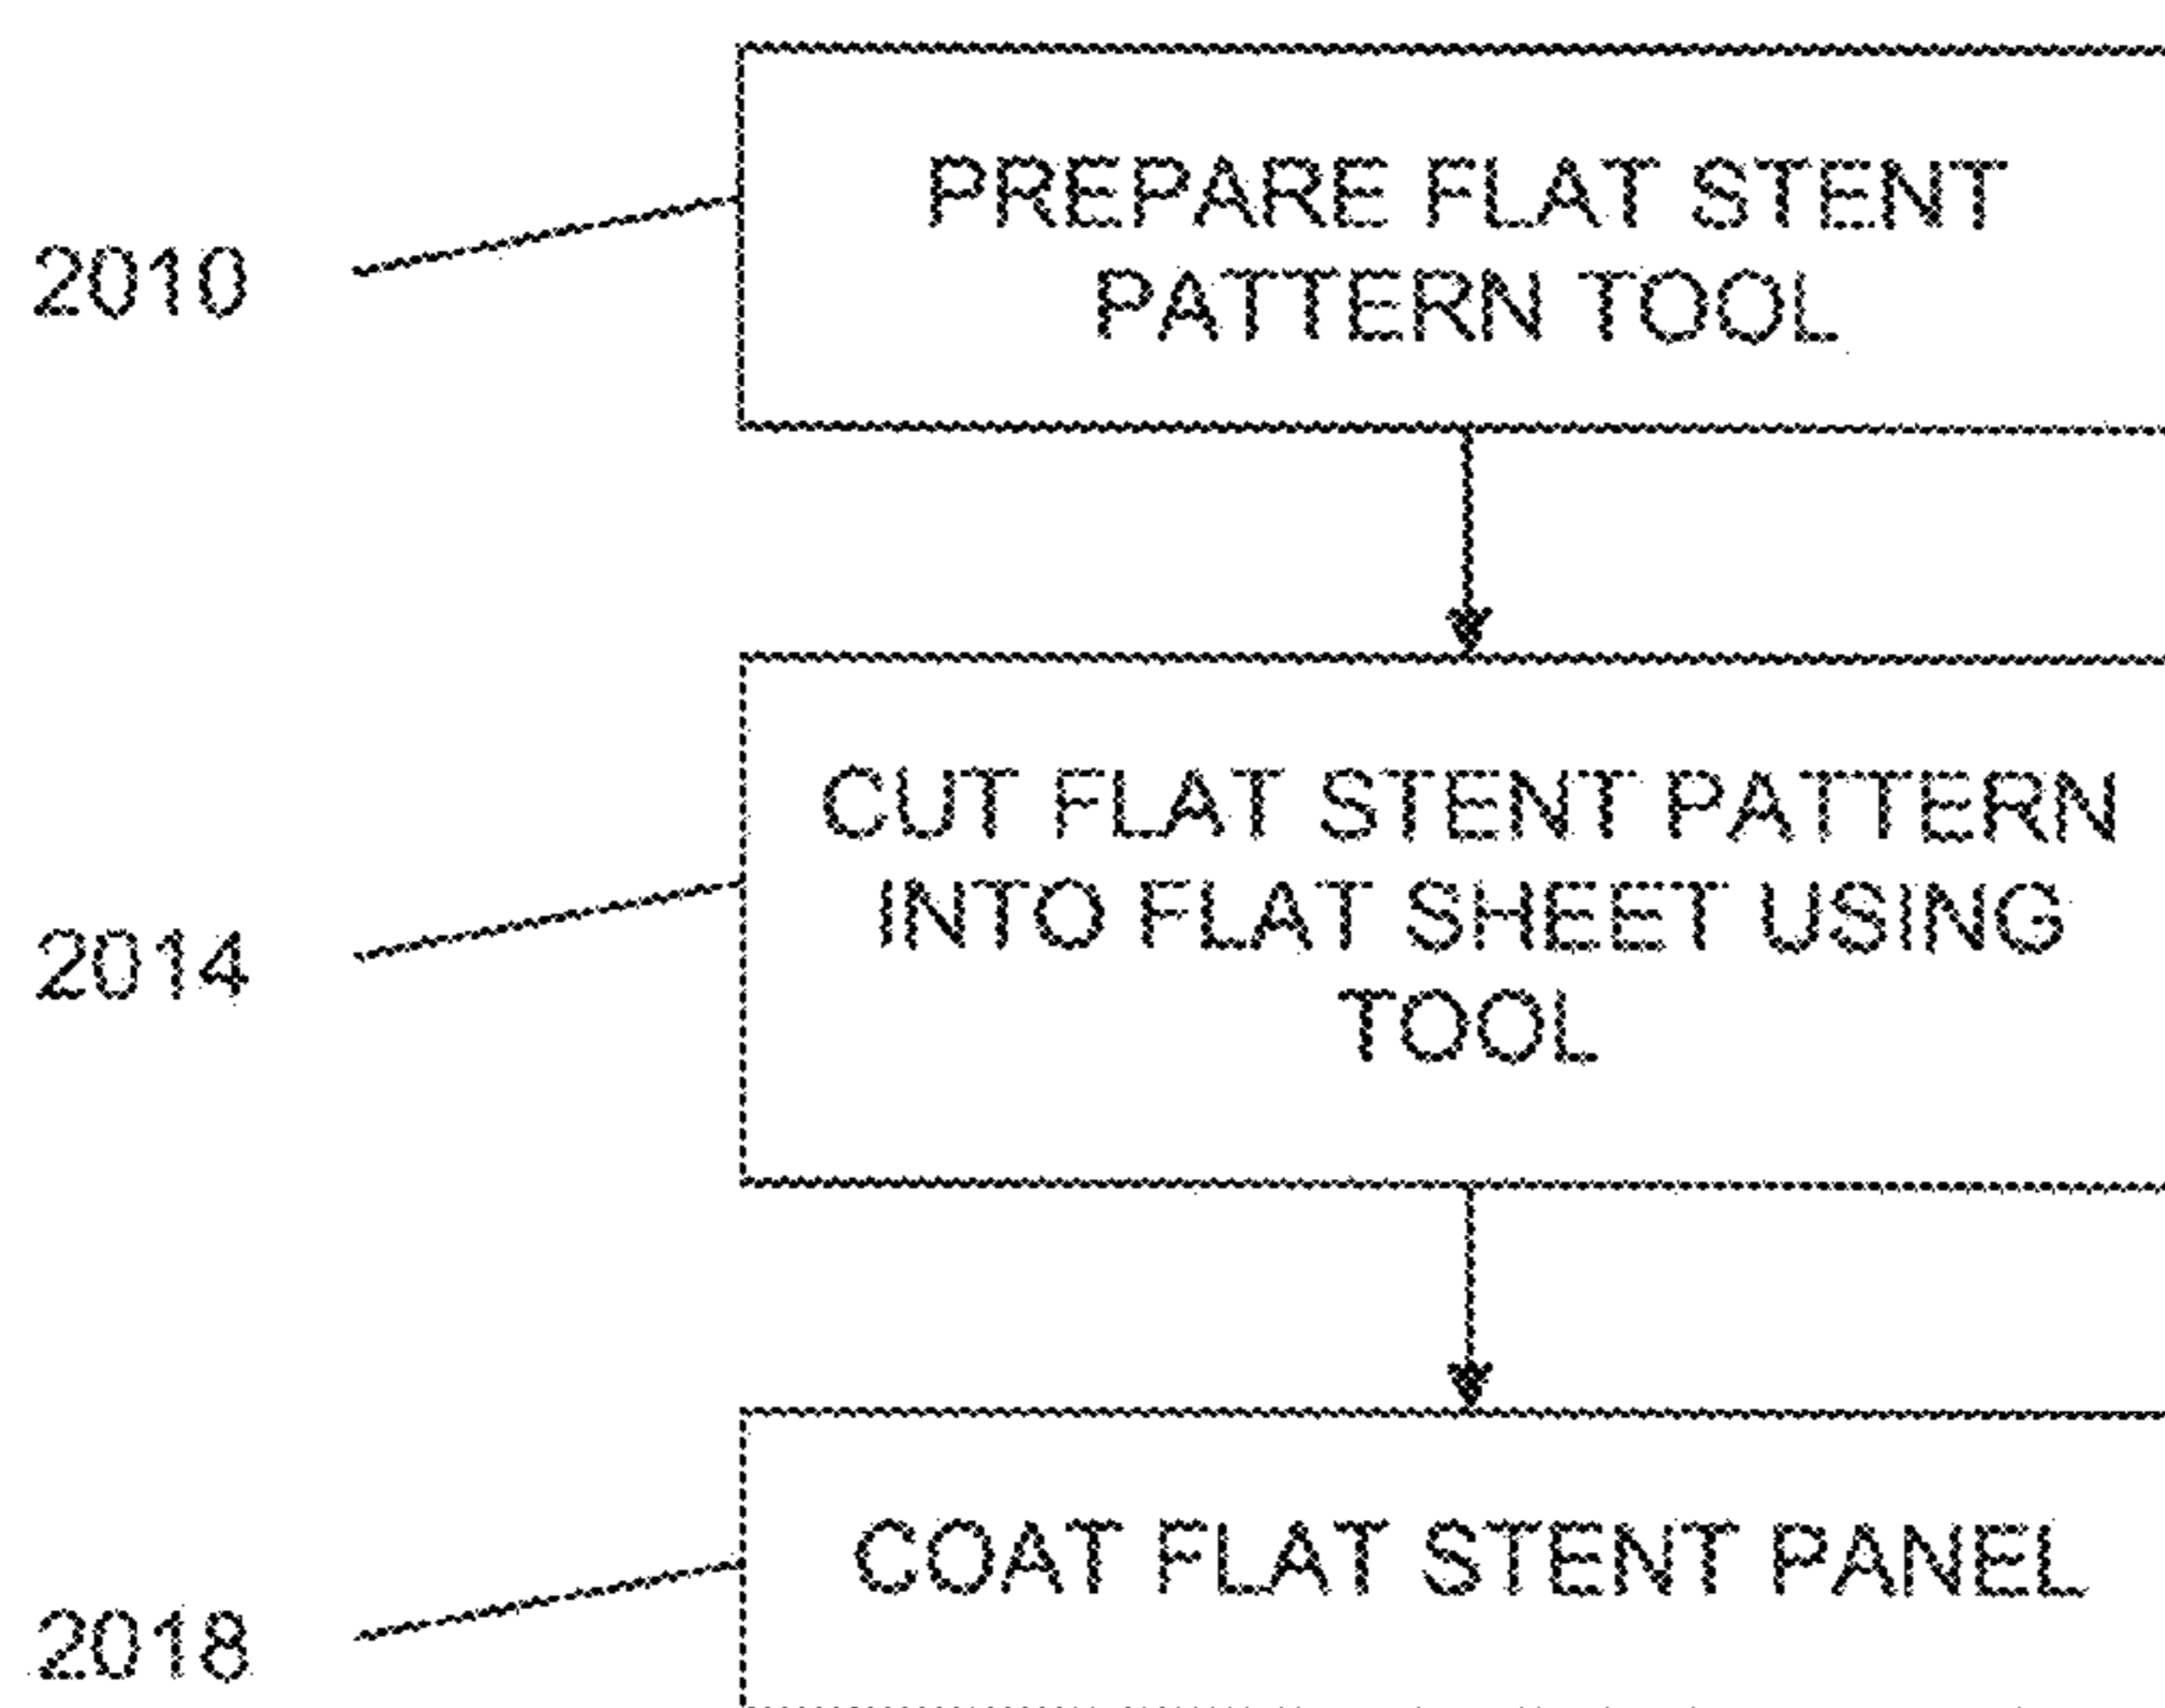 2010
PREPARE FLAT STENT
PATTERN TOOL
2014
CUT FLAT STENT PATTERN
INTO FLAT SHEET USING
TOOL
2018
COAT FLAT STENT PANEL